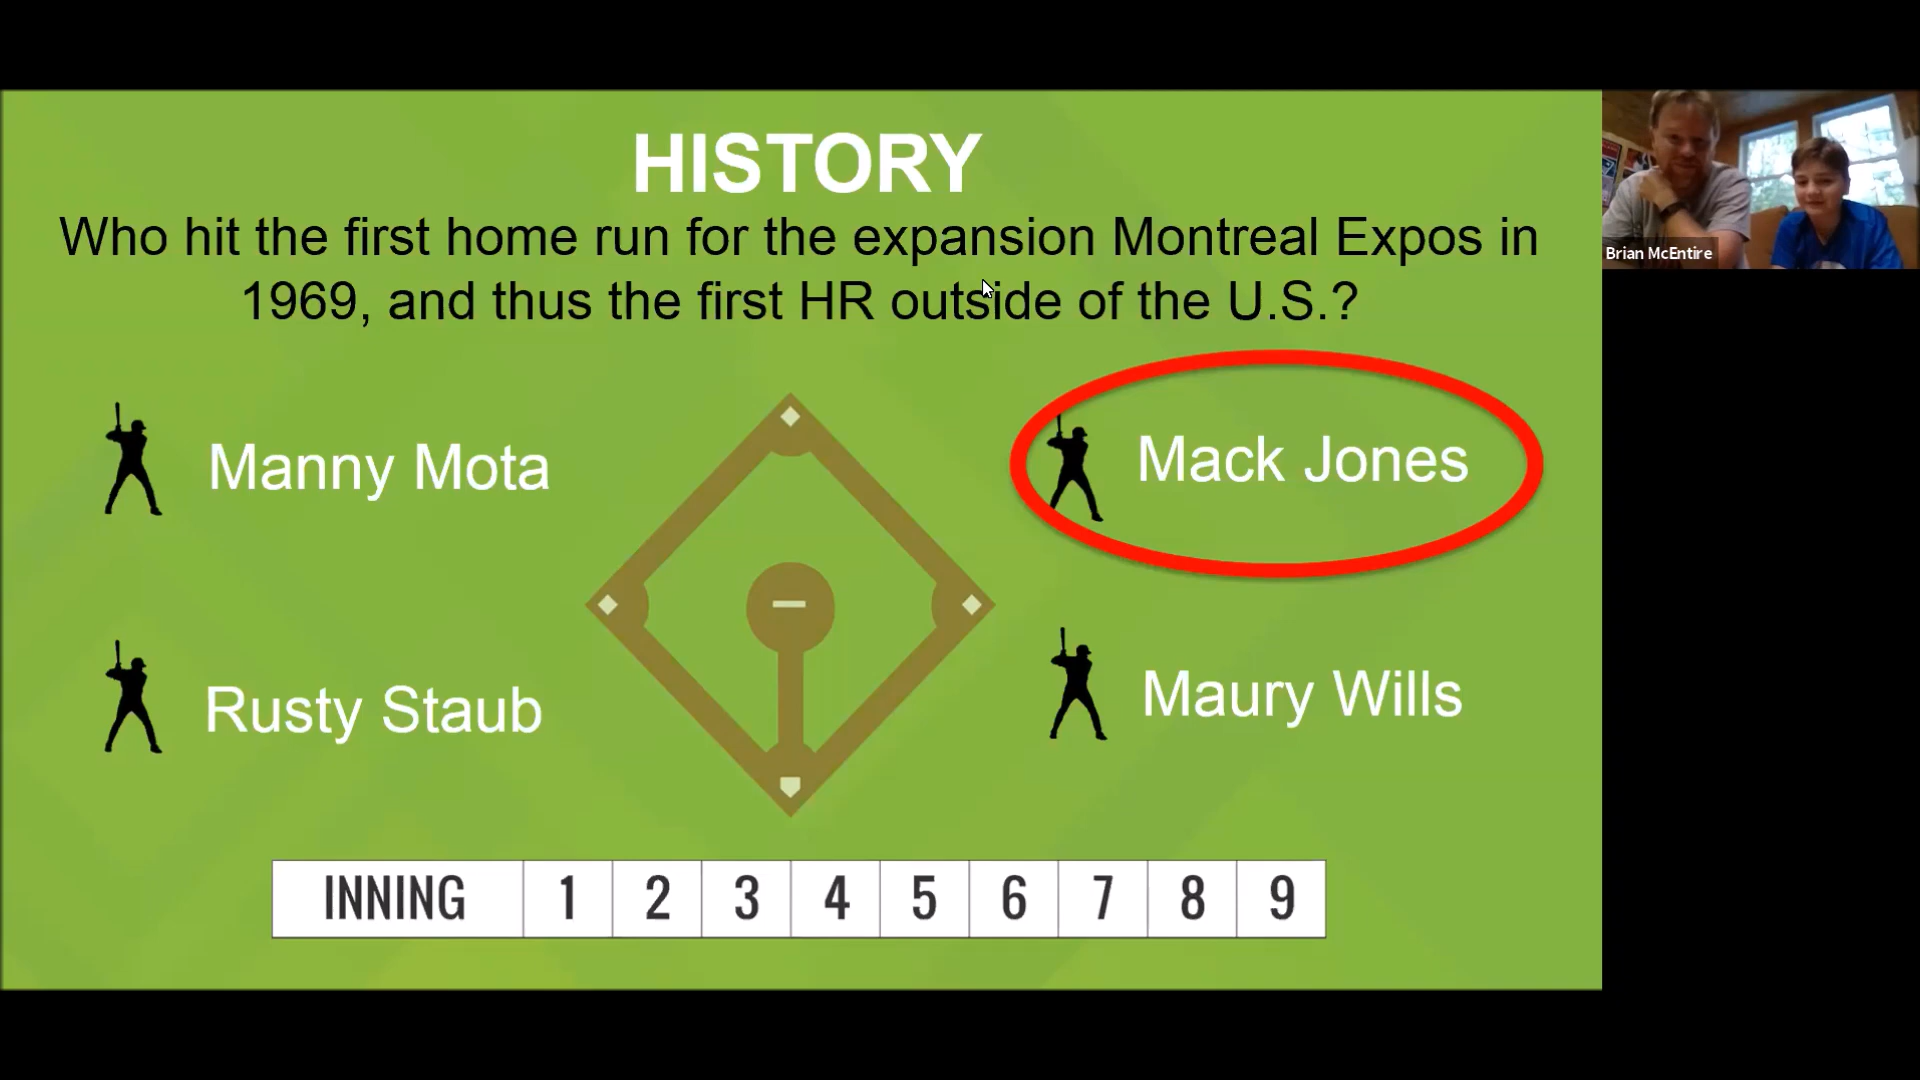 HISTORY
Who hit the first home run for the expansion Montreal Expos in
1969, and thus the first HR outside of the U.S.?
Manny Mota
Mack Jones
Rusty Staub
Maury Wills
INNING 1 2 3 4 5 6 7 8 9
Brian McEntire